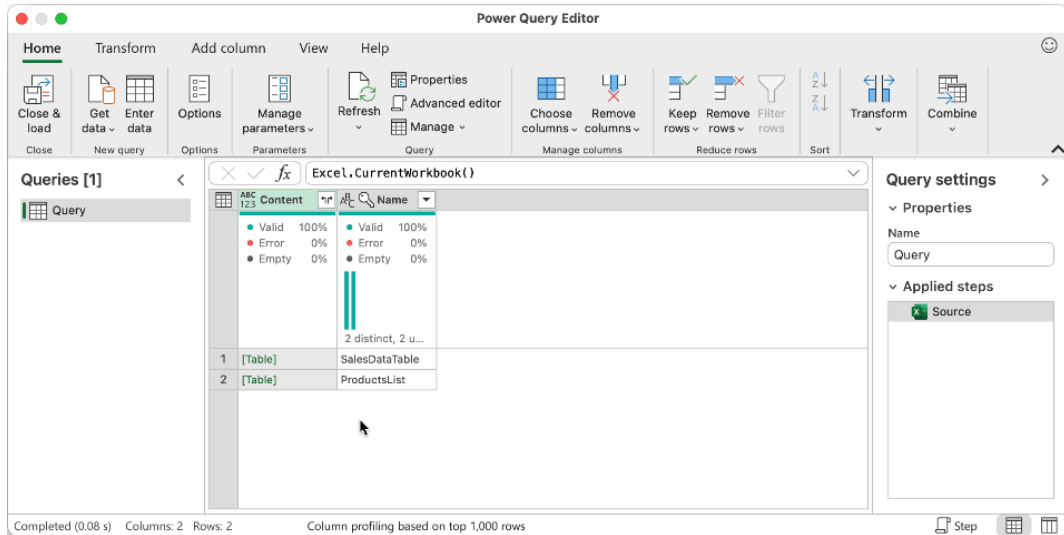 Power Query Editor
Home Transform Add column View Help
Close & load
Get data
Enter data
Options
Manage parameters
Refresh
Properties
Advanced editor
Manage
Choose columns
Remove columns
Keep rows
Remove rows
Filter rows
Transform
Combine
Close New query Options Parameters Query Manage columns Reduce rows Sort
Queries [1]
Query
fx Excel.CurrentWorkbook()
ABC 123 Content ABC Name
Valid 100% Valid 100%
Error 0% Error 0%
Empty 0% Empty 0%
2 distinct, 2 u...
1 [Table] SalesDataTable
2 [Table] ProductsList
Query settings
Properties
Name
Query
Applied steps
Source
Completed (0.08 s) Columns: 2 Rows: 2 Column profiling based on top 1,000 rows Step